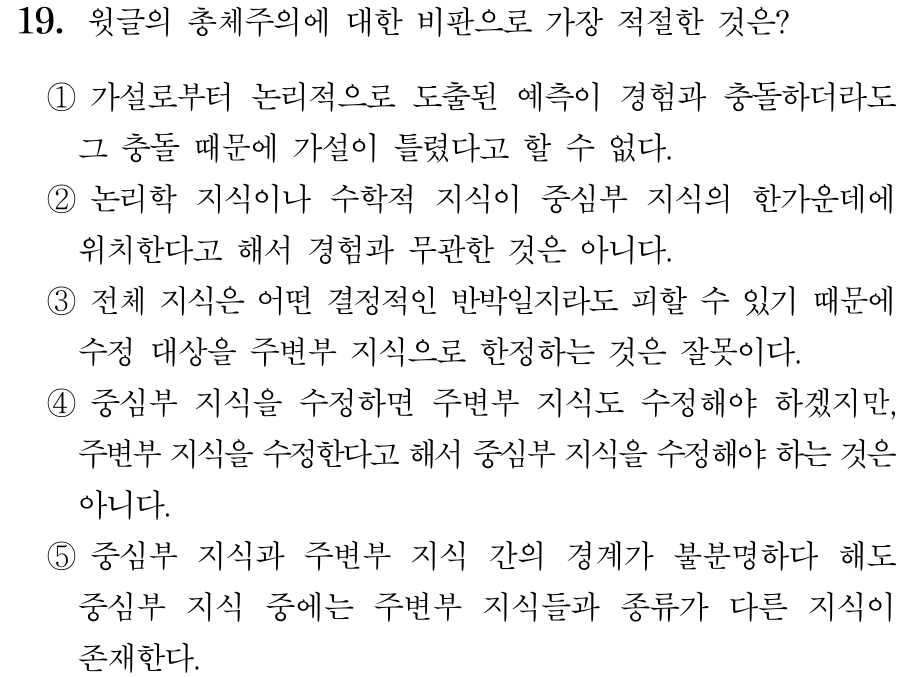 19. 윗글의 총체주의에 대한 비판으로 가장 적절한 것은?
① 가설로부터 논리적으로 도출된 예측이 경험과 충돌하더라도
그 충돌 때문에 가설이 틀렸다고 할 수 없다.
② 논리학 지식이나 수학적 지식이 중심부 지식의 한가운데에
위치한다고 해서 경험과 무관한 것은 아니다.
③ 전체 지식은 어떤 결정적인 반박일지라도 피할 수 있기 때문에
수정 대상을 주변부 지식으로 한정하는 것은 잘못이다.
④ 중심부 지식을 수정하면 주변부 지식도 수정해야 하겠지만,
주변부 지식을 수정한다고 해서 중심부 지식을 수정해야 하는 것은
아니다.
⑤ 중심부 지식과 주변부 지식 간의 경계가 불분명하다 해도
중심부 지식 중에는 주변부 지식들과 종류가 다른 지식이
존재한다.